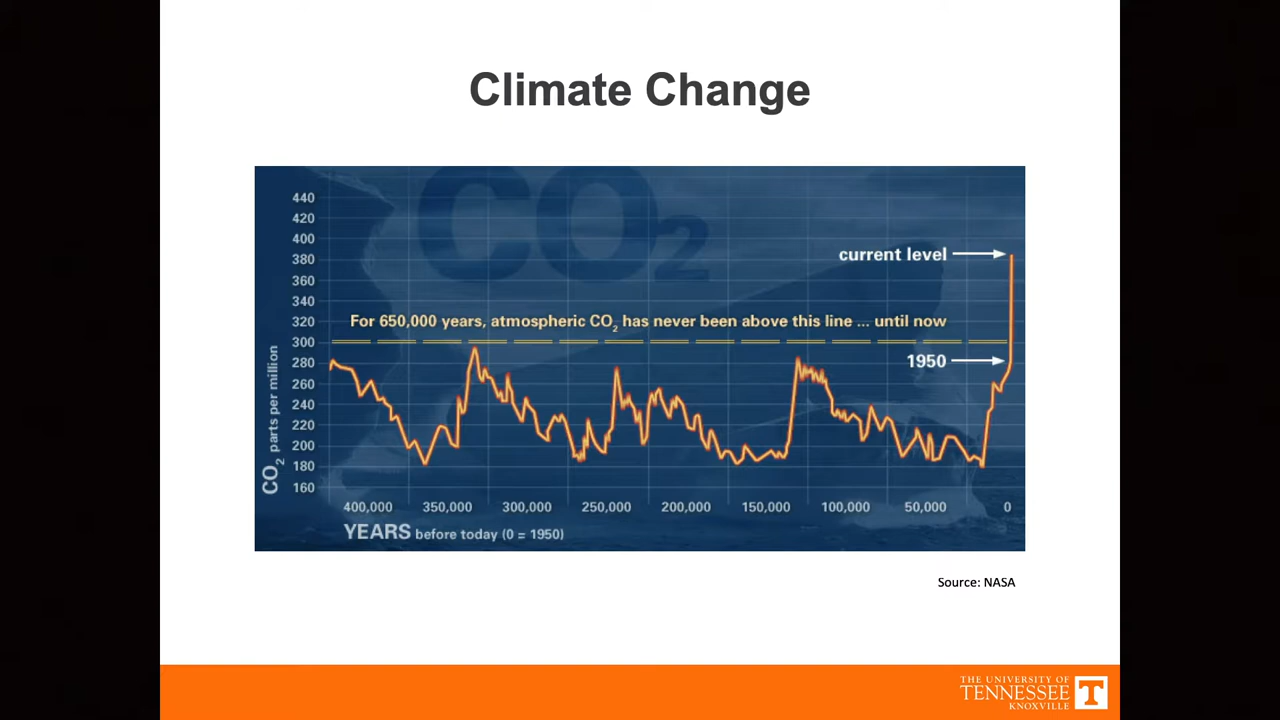 Climate Change
CO2
440
420
400
380
360
340
320
300
280
260
240
220
200
180
160
CO2 parts per million
current level
For 650,000 years, atmospheric CO2 has never been above this line ... until now
1950
400,000 350,000 300,000 250,000 200,000 150,000 100,000 50,000 0
YEARS before today (0 = 1950)
Source: NASA
THE UNIVERSITY OF
TENNESSEE
KNOXVILLE
T